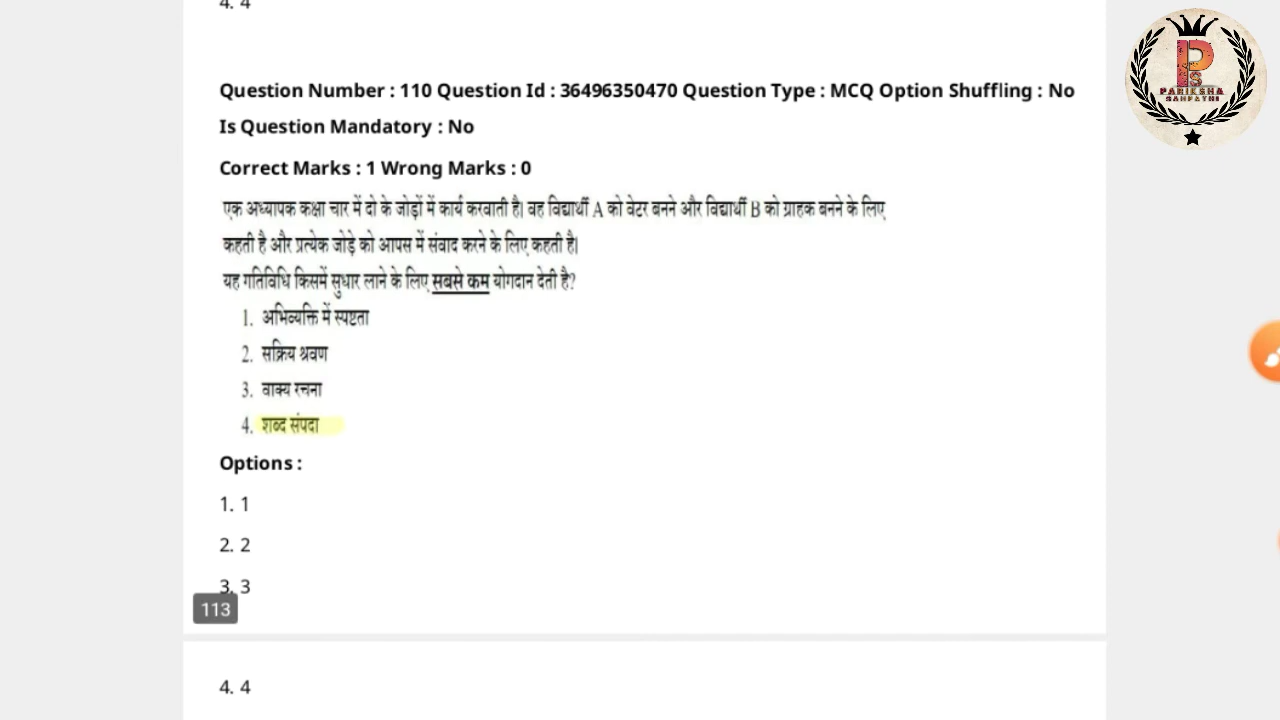 4. 4
Question Number : 110 Question Id : 36496350470 Question Type : MCQ Option Shuffling : No
Is Question Mandatory : No
Correct Marks : 1 Wrong Marks : 0
एक अध्यापक कक्षा चार में दो के जोड़ों में कार्य करवाती है। वह विद्यार्थी A को वेटर बनने और विद्यार्थी B को ग्राहक बनने के लिए
कहती है और प्रत्येक जोड़े को आपस में संवाद करने के लिए कहती है।
यह गतिविधि किसमें सुधार लाने के लिए सबसे कम योगदान देती है?
1. अभिव्यक्ति में स्पष्टता
2. सक्रिय श्रवण
3. वाक्य रचना
4. शब्द संपदा
Options :
1. 1
2. 2
3. 3
113
4. 4
PS
PARIKSHA
SANPATHI